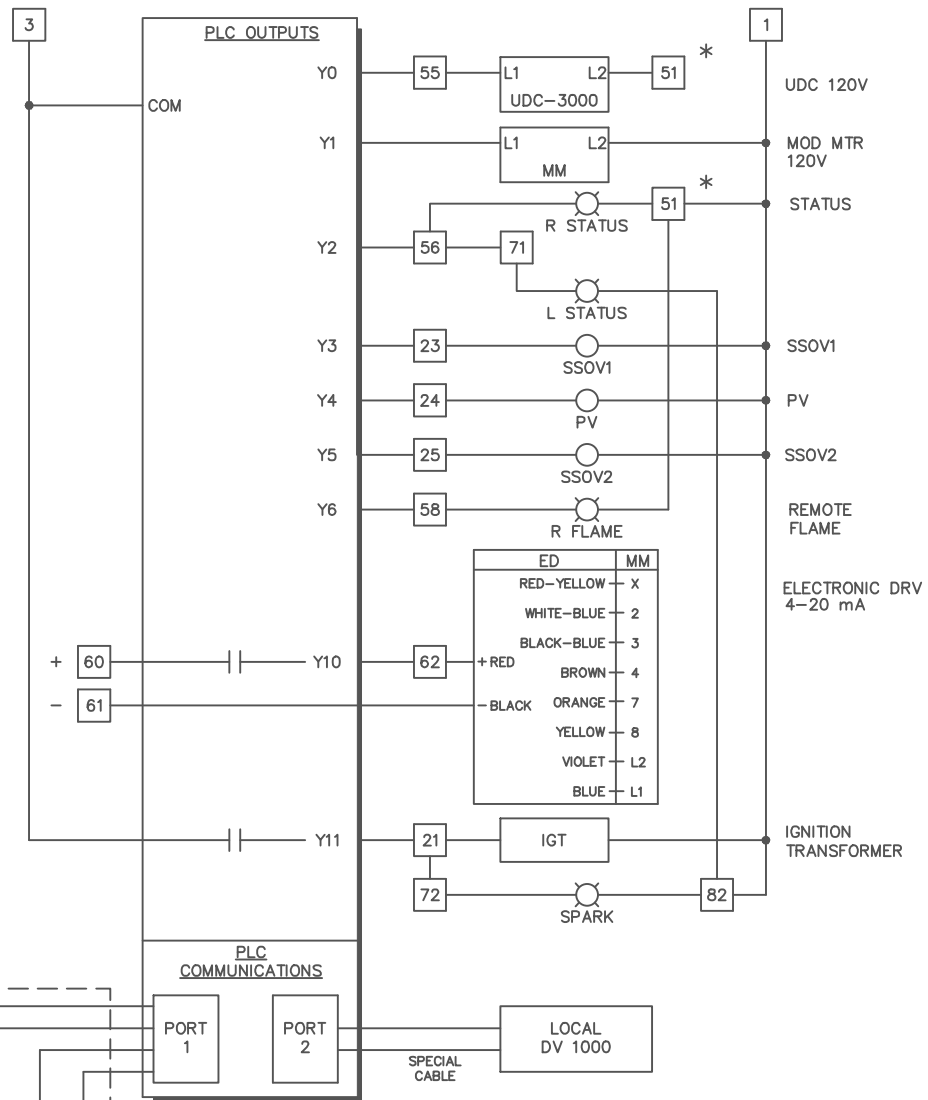 3
PLC OUTPUTS
1
Y0
55
L1
L2
51
*
UDC-3000
UDC 120V
COM
Y1
L1
L2
MM
MOD MTR
120V
*
51
STATUS
R STATUS
Y2
56
71
L STATUS
Y3
23
SSOV1
SSOV1
Y4
24
PV
PV
Y5
25
SSOV2
SSOV2
Y6
58
R FLAME
REMOTE
FLAME
ED
MM
RED-YELLOW
X
WHITE-BLUE
2
BLACK-BLUE
3
BROWN
4
ORANGE
7
YELLOW
8
VIOLET
L2
BLUE
L1
ELECTRONIC DRV
4-20 mA
+
60
Y10
62
+ RED
-
61
- BLACK
Y11
21
IGT
IGNITION
TRANSFORMER
72
82
SPARK
PLC
COMMUNICATIONS
PORT
1
PORT
2
SPECIAL
CABLE
LOCAL
DV 1000